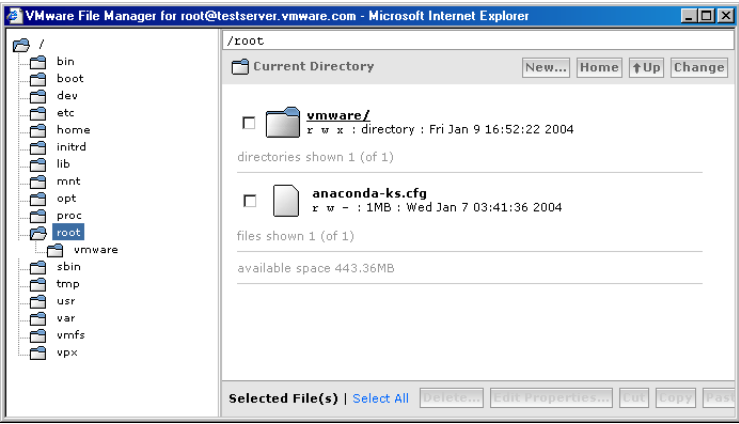 VMware File Manager for root@testserver.vmware.com - Microsoft Internet Explorer
/
bin
boot
dev
etc
home
initrd
lib
mnt
opt
proc
root
vmware
sbin
tmp
usr
var
vmfs
vpx
/root
Current Directory New... Home Up Change
vmware/
r w x : directory : Fri Jan 9 16:52:22 2004
directories shown 1 (of 1)
anaconda-ks.cfg
r w - : 1MB : Wed Jan 7 03:41:36 2004
files shown 1 (of 1)
available space 443.36MB
Selected File(s) | Select All Delete... Edit Properties... Cut Copy Past